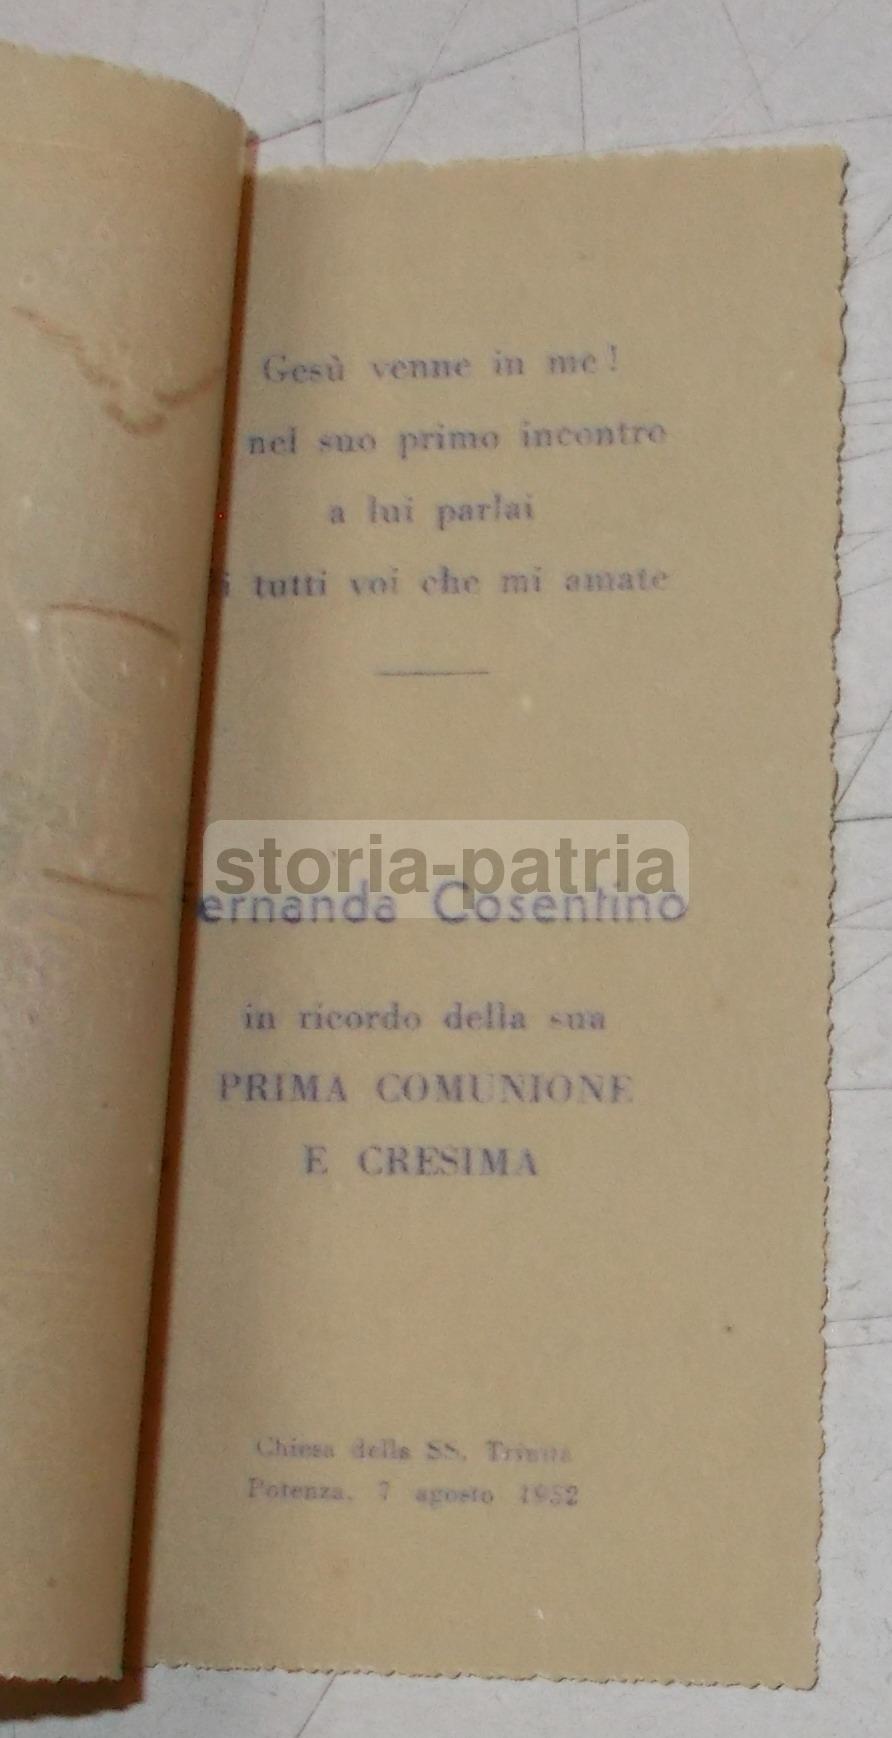 Gesù venne in me!
nel suo primo incontro
a lui parlai
i tutti voi che mi amate
storia-patria
ernanda Cosentino
in ricordo della sua
PRIMA COMUNIONE
E CRESIMA
Chiesa della SS. Trinità
Potenza, 7 agosto 1952